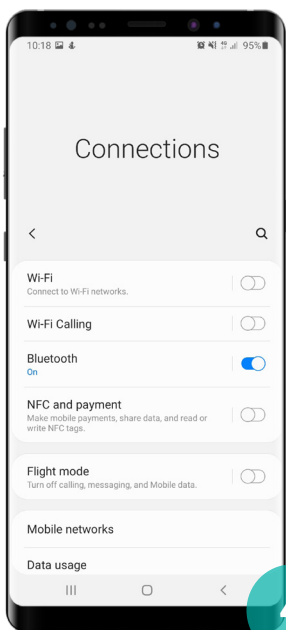 10:18 95%
Connections
Wi-Fi
Connect to Wi-Fi networks.
Wi-Fi Calling
Bluetooth
On
NFC and payment
Make mobile payments, share data, and read or
write NFC tags.
Flight mode
Turn off calling, messaging, and Mobile data.
Mobile networks
Data usage